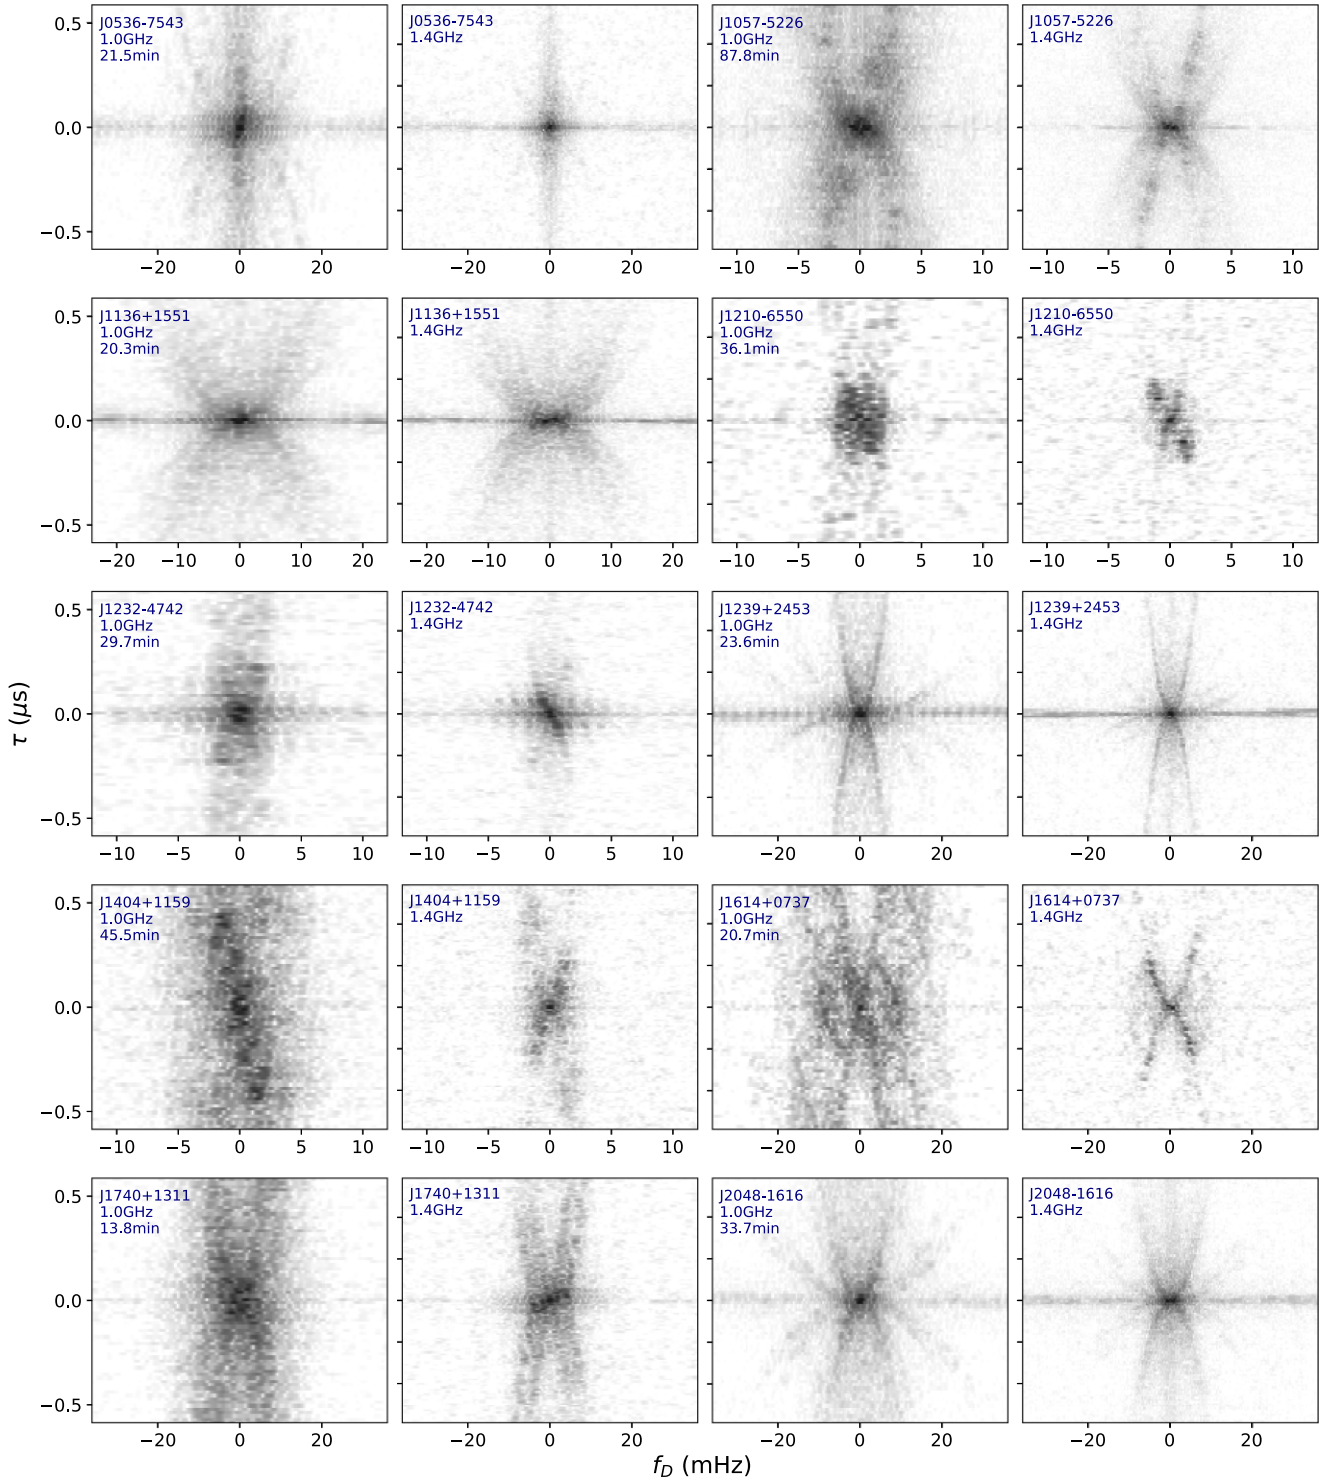 J0536-7543
1.0GHz
21.5min
J0536-7543
1.4GHz
J1057-5226
1.0GHz
87.8min
J1057-5226
1.4GHz
0.5
0.0
−0.5
−20 0 20
−20 0 20
−10 −5 0 5 10
−10 −5 0 5 10
J1136+1551
1.0GHz
20.3min
J1136+1551
1.4GHz
J1210-6550
1.0GHz
36.1min
J1210-6550
1.4GHz
0.5
0.0
−0.5
−20 −10 0 10 20
−20 −10 0 10 20
−10 −5 0 5 10
−10 −5 0 5 10
J1232-4742
1.0GHz
29.7min
J1232-4742
1.4GHz
J1239+2453
1.0GHz
23.6min
J1239+2453
1.4GHz
0.5
0.0
−0.5
τ (μs)
−10 −5 0 5 10
−10 −5 0 5 10
−20 0 20
−20 0 20
J1404+1159
1.0GHz
45.5min
J1404+1159
1.4GHz
J1614+0737
1.0GHz
20.7min
J1614+0737
1.4GHz
0.5
0.0
−0.5
−10 −5 0 5 10
−10 −5 0 5 10
−20 0 20
−20 0 20
J1740+1311
1.0GHz
13.8min
J1740+1311
1.4GHz
J2048-1616
1.0GHz
33.7min
J2048-1616
1.4GHz
0.5
0.0
−0.5
−20 0 20
−20 0 20
−20 0 20
−20 0 20
f_D (mHz)